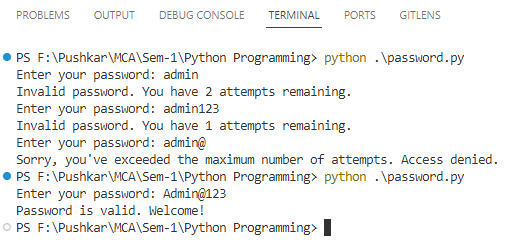 PROBLEMS OUTPUT DEBUG CONSOLE TERMINAL PORTS GITLENS
PS F:\Pushkar\MCA\Sem-1\Python Programming> python .\password.py
Enter your password: admin
Invalid password. You have 2 attempts remaining.
Enter your password: admin123
Invalid password. You have 1 attempts remaining.
Enter your password: admin@
Sorry, you've exceeded the maximum number of attempts. Access denied.
PS F:\Pushkar\MCA\Sem-1\Python Programming> python .\password.py
Enter your password: Admin@123
Password is valid. Welcome!
PS F:\Pushkar\MCA\Sem-1\Python Programming>